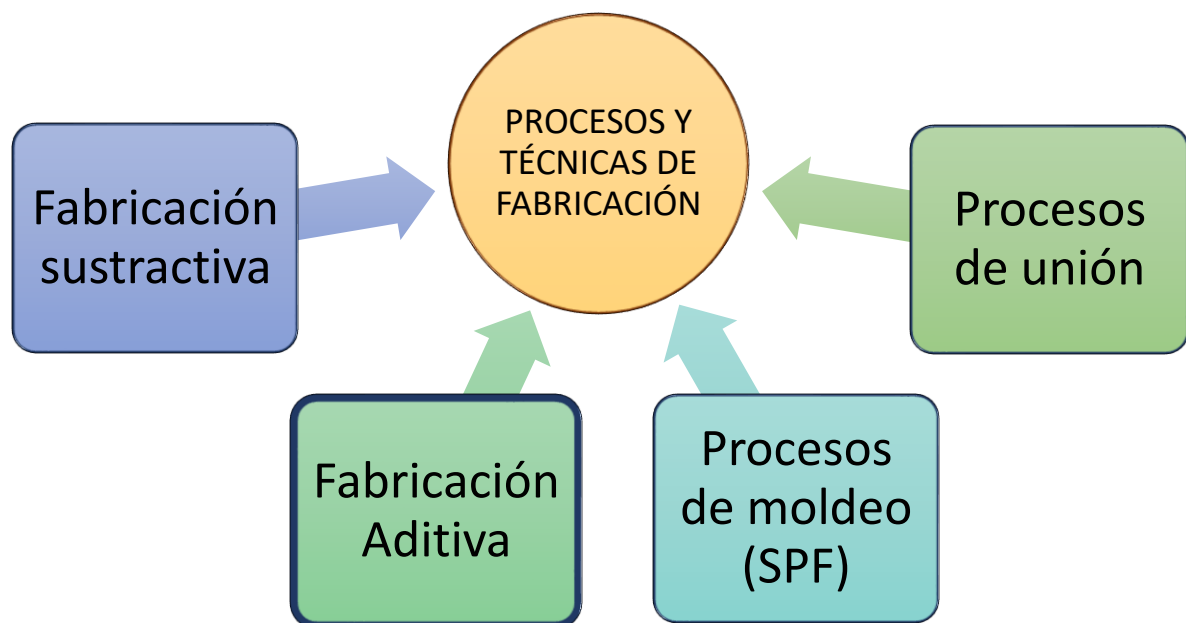 PROCESOS Y
TÉCNICAS DE
FABRICACIÓN
Fabricación
sustractiva
Procesos
de unión
Fabricación
Aditiva
Procesos
de moldeo
(SPF)